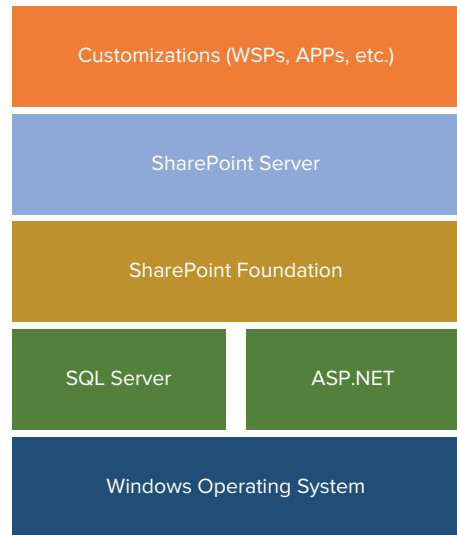 Customizations (WSPs, APPs, etc.)
SharePoint Server
SharePoint Foundation
SQL Server
ASP.NET
Windows Operating System